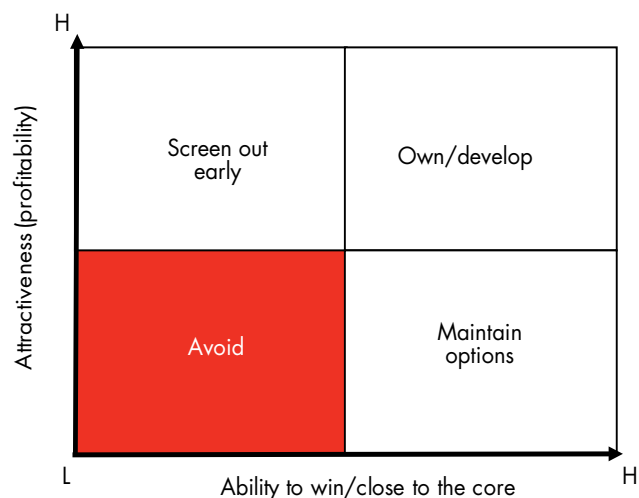 H
Attractiveness (profitability)
Screen out
early
Own/develop
Avoid
Maintain
options
L
Ability to win/close to the core
H